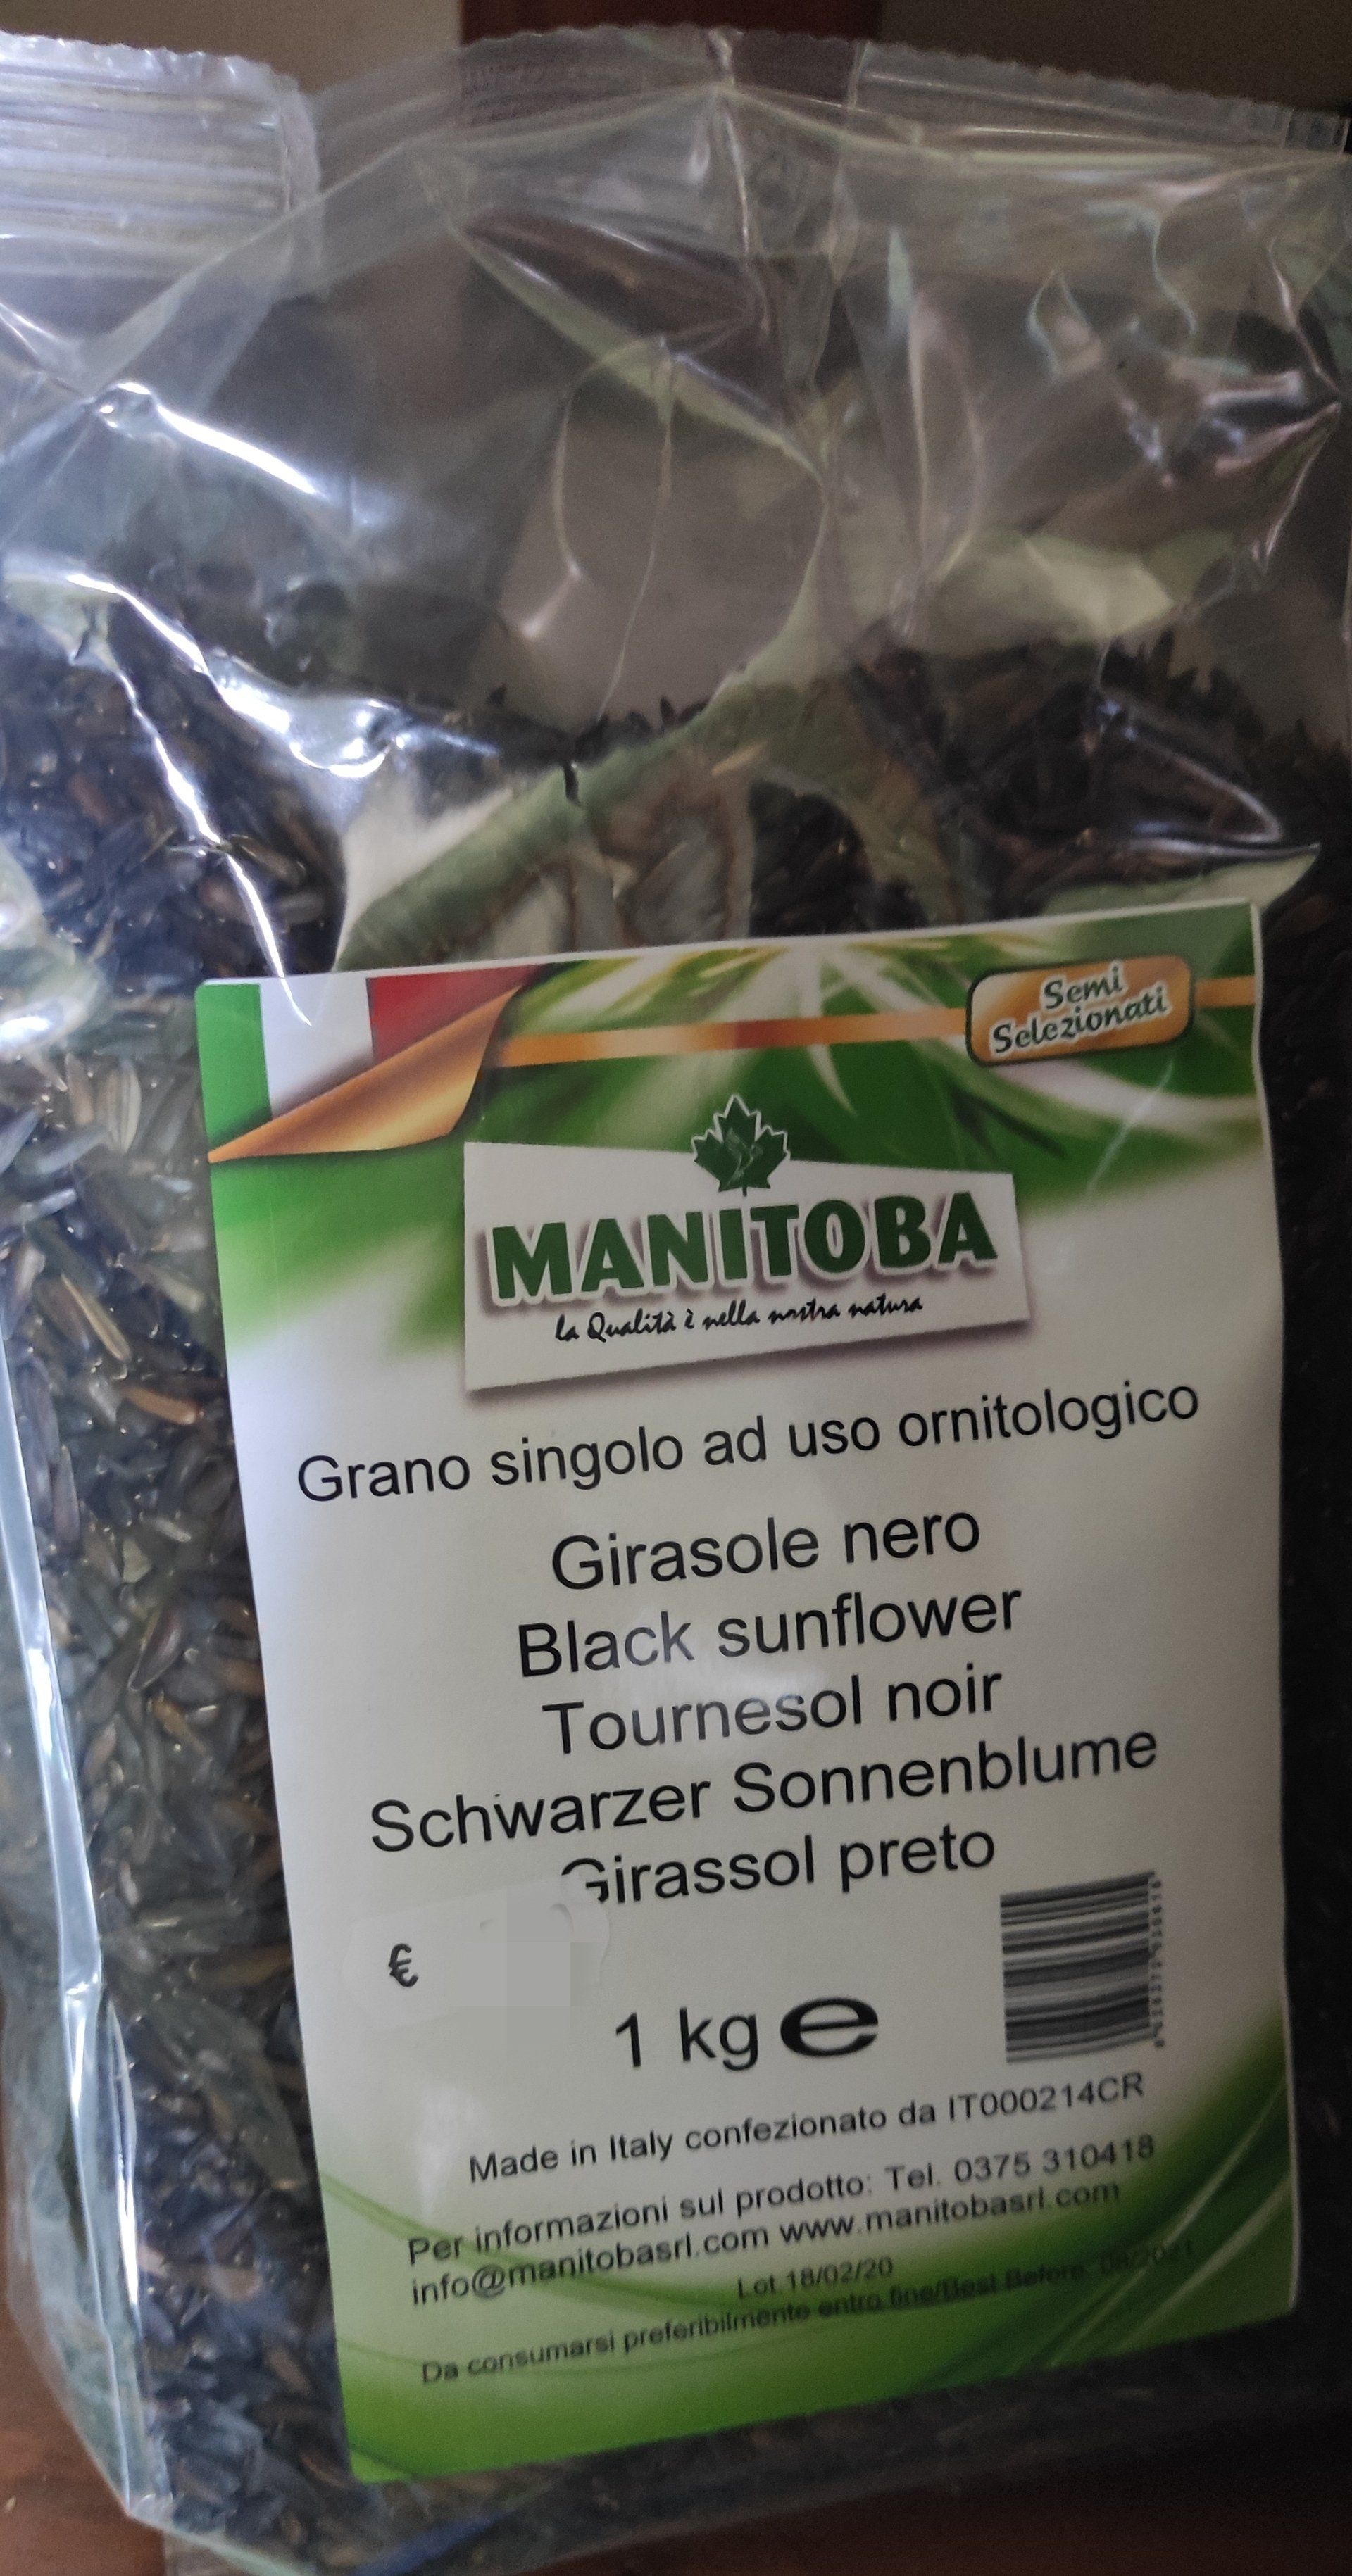 Semi
Selezionati
MANITOBA
la Qualità è nella nostra natura
Grano singolo ad uso ornitologico
Girasole nero
Black sunflower
Tournesol noir
Schwarzer Sonnenblume
Girassol preto
€
1 kg e
Made in Italy confezionato da IT000214CR
Per informazioni sul prodotto: Tel. 0375 310418
info@manitobasrl.com www.manitobasrl.com
Lot 18/02/20
Da consumarsi preferibilmente entro fine/Best Before: